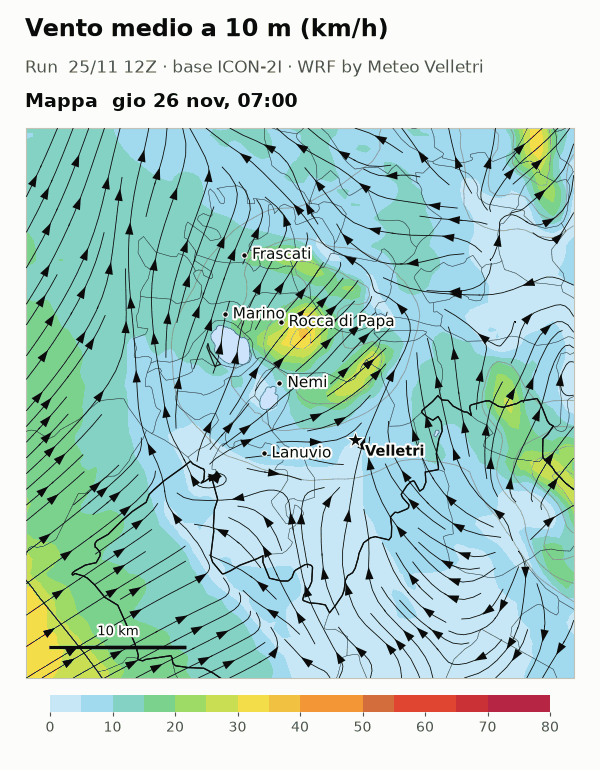 Vento medio a 10 m (km/h)
Run  25/11 12Z · base ICON-2I · WRF by Meteo Velletri
Mappa  gio 26 nov, 07:00
Frascati
Marino
Rocca di Papa
Nemi
Velletri
Lanuvio
10 km
0 10 20 30 40 50 60 70 80